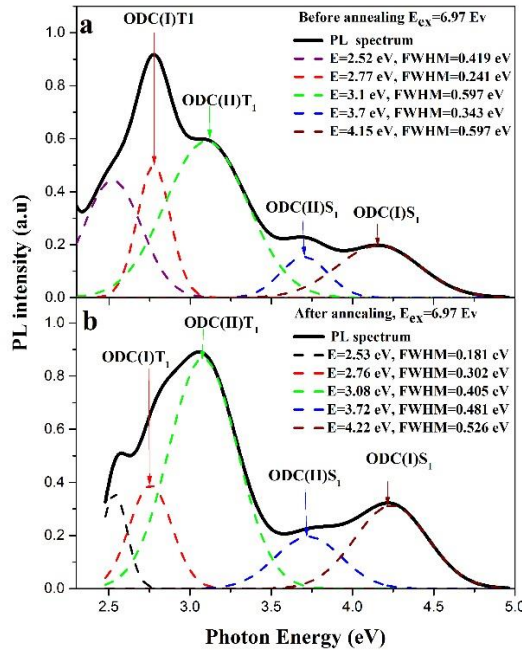 a
Before annealing E_ex=6.97 Ev
ODC(I)T1
PL spectrum
E=2.52 eV, FWHM=0.419 eV
E=2.77 eV, FWHM=0.241 eV
E=3.1 eV, FWHM=0.597 eV
E=3.7 eV, FWHM=0.343 eV
E=4.15 eV, FWHM=0.597 eV
ODC(II)T₁
ODC(II)S₁
ODC(I)S₁
1.0
0.8
0.6
0.4
0.2
0.0
PL intensity (a.u)
b
After annealing, E_ex=6.97 Ev
ODC(II)T₁
PL spectrum
E=2.53 eV, FWHM=0.181 eV
E=2.76 eV, FWHM=0.302 eV
E=3.08 eV, FWHM=0.405 eV
E=3.72 eV, FWHM=0.481 eV
E=4.22 eV, FWHM=0.526 eV
ODC(I)T₁
ODC(II)S₁
ODC(I)S₁
1.0
0.8
0.6
0.4
0.2
0.0
2.5 3.0 3.5 4.0 4.5 5.0
Photon Energy (eV)